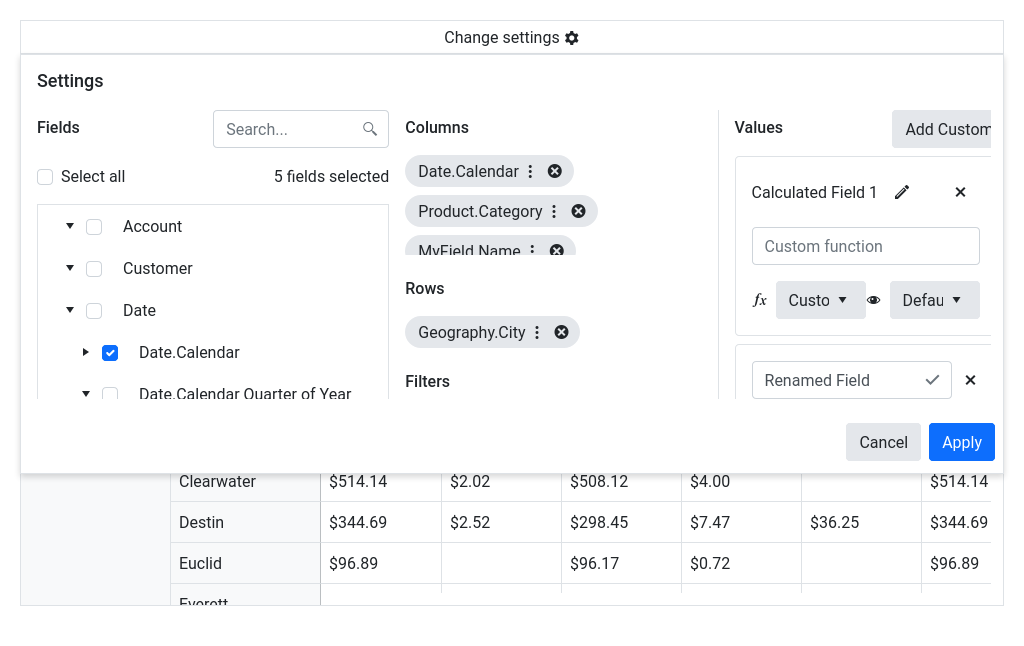 Change settings
Settings
Fields
Search...
Select all
5 fields selected
Account
Customer
Date
Date.Calendar
Date.Calendar Quarter of Year
Columns
Date.Calendar
Product.Category
MyField.Name
Rows
Geography.City
Filters
Values
Add Custom
Calculated Field 1
Custom function
fx Custo Defau
Renamed Field
Cancel Apply
Clearwater $514.14 $2.02 $508.12 $4.00 $514.14
Destin $344.69 $2.52 $298.45 $7.47 $36.25 $344.69
Euclid $96.89 $96.17 $0.72 $96.89
Everett